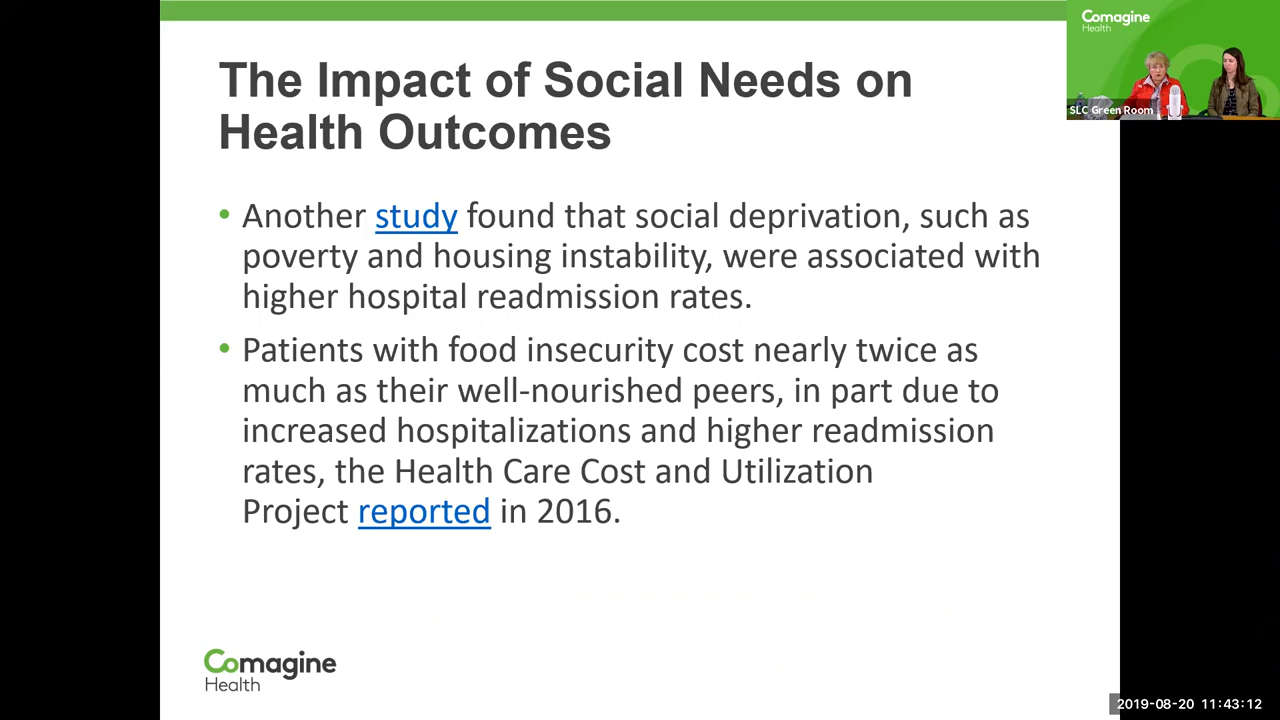 The Impact of Social Needs on
Health Outcomes
• Another study found that social deprivation, such as
poverty and housing instability, were associated with
higher hospital readmission rates.
• Patients with food insecurity cost nearly twice as
much as their well-nourished peers, in part due to
increased hospitalizations and higher readmission
rates, the Health Care Cost and Utilization
Project reported in 2016.
Comagine
Health
Comagine
Health
SLC Green Room
2019-08-20 11:43:12